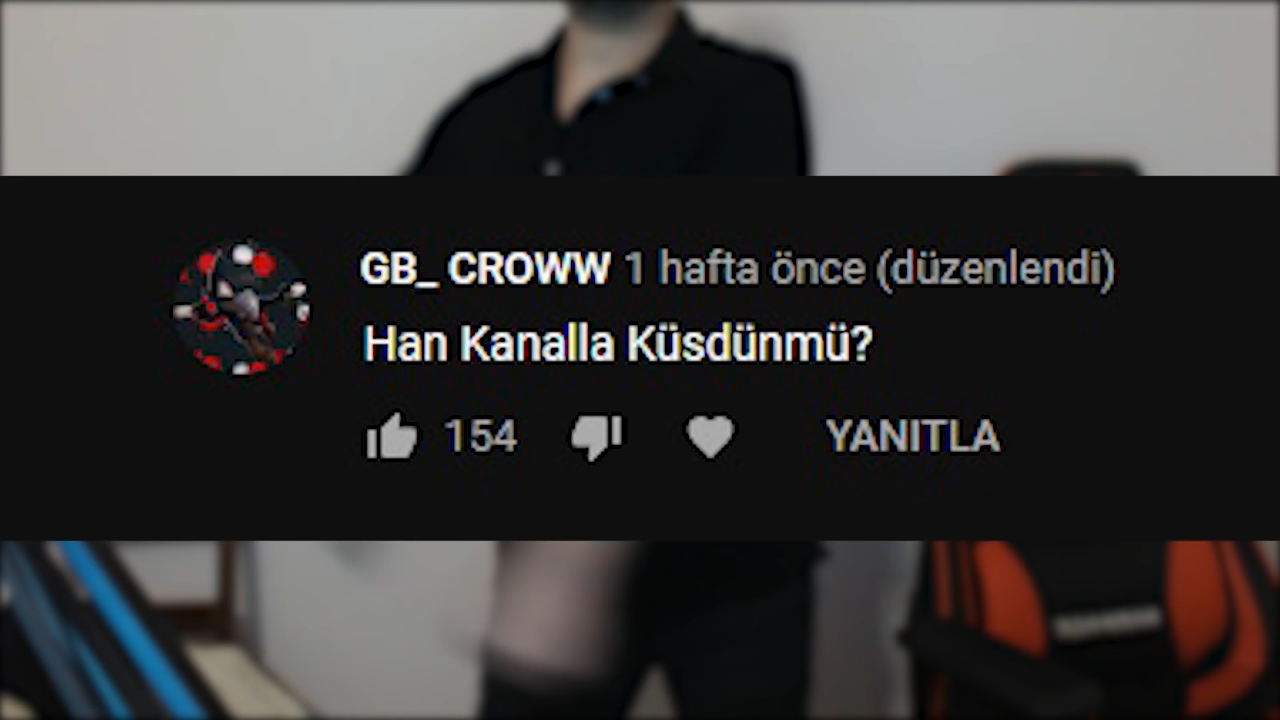 GB_ CROWW 1 hafta önce (düzenlendi)
Han Kanalla Küsdünmü?
154 YANITLA